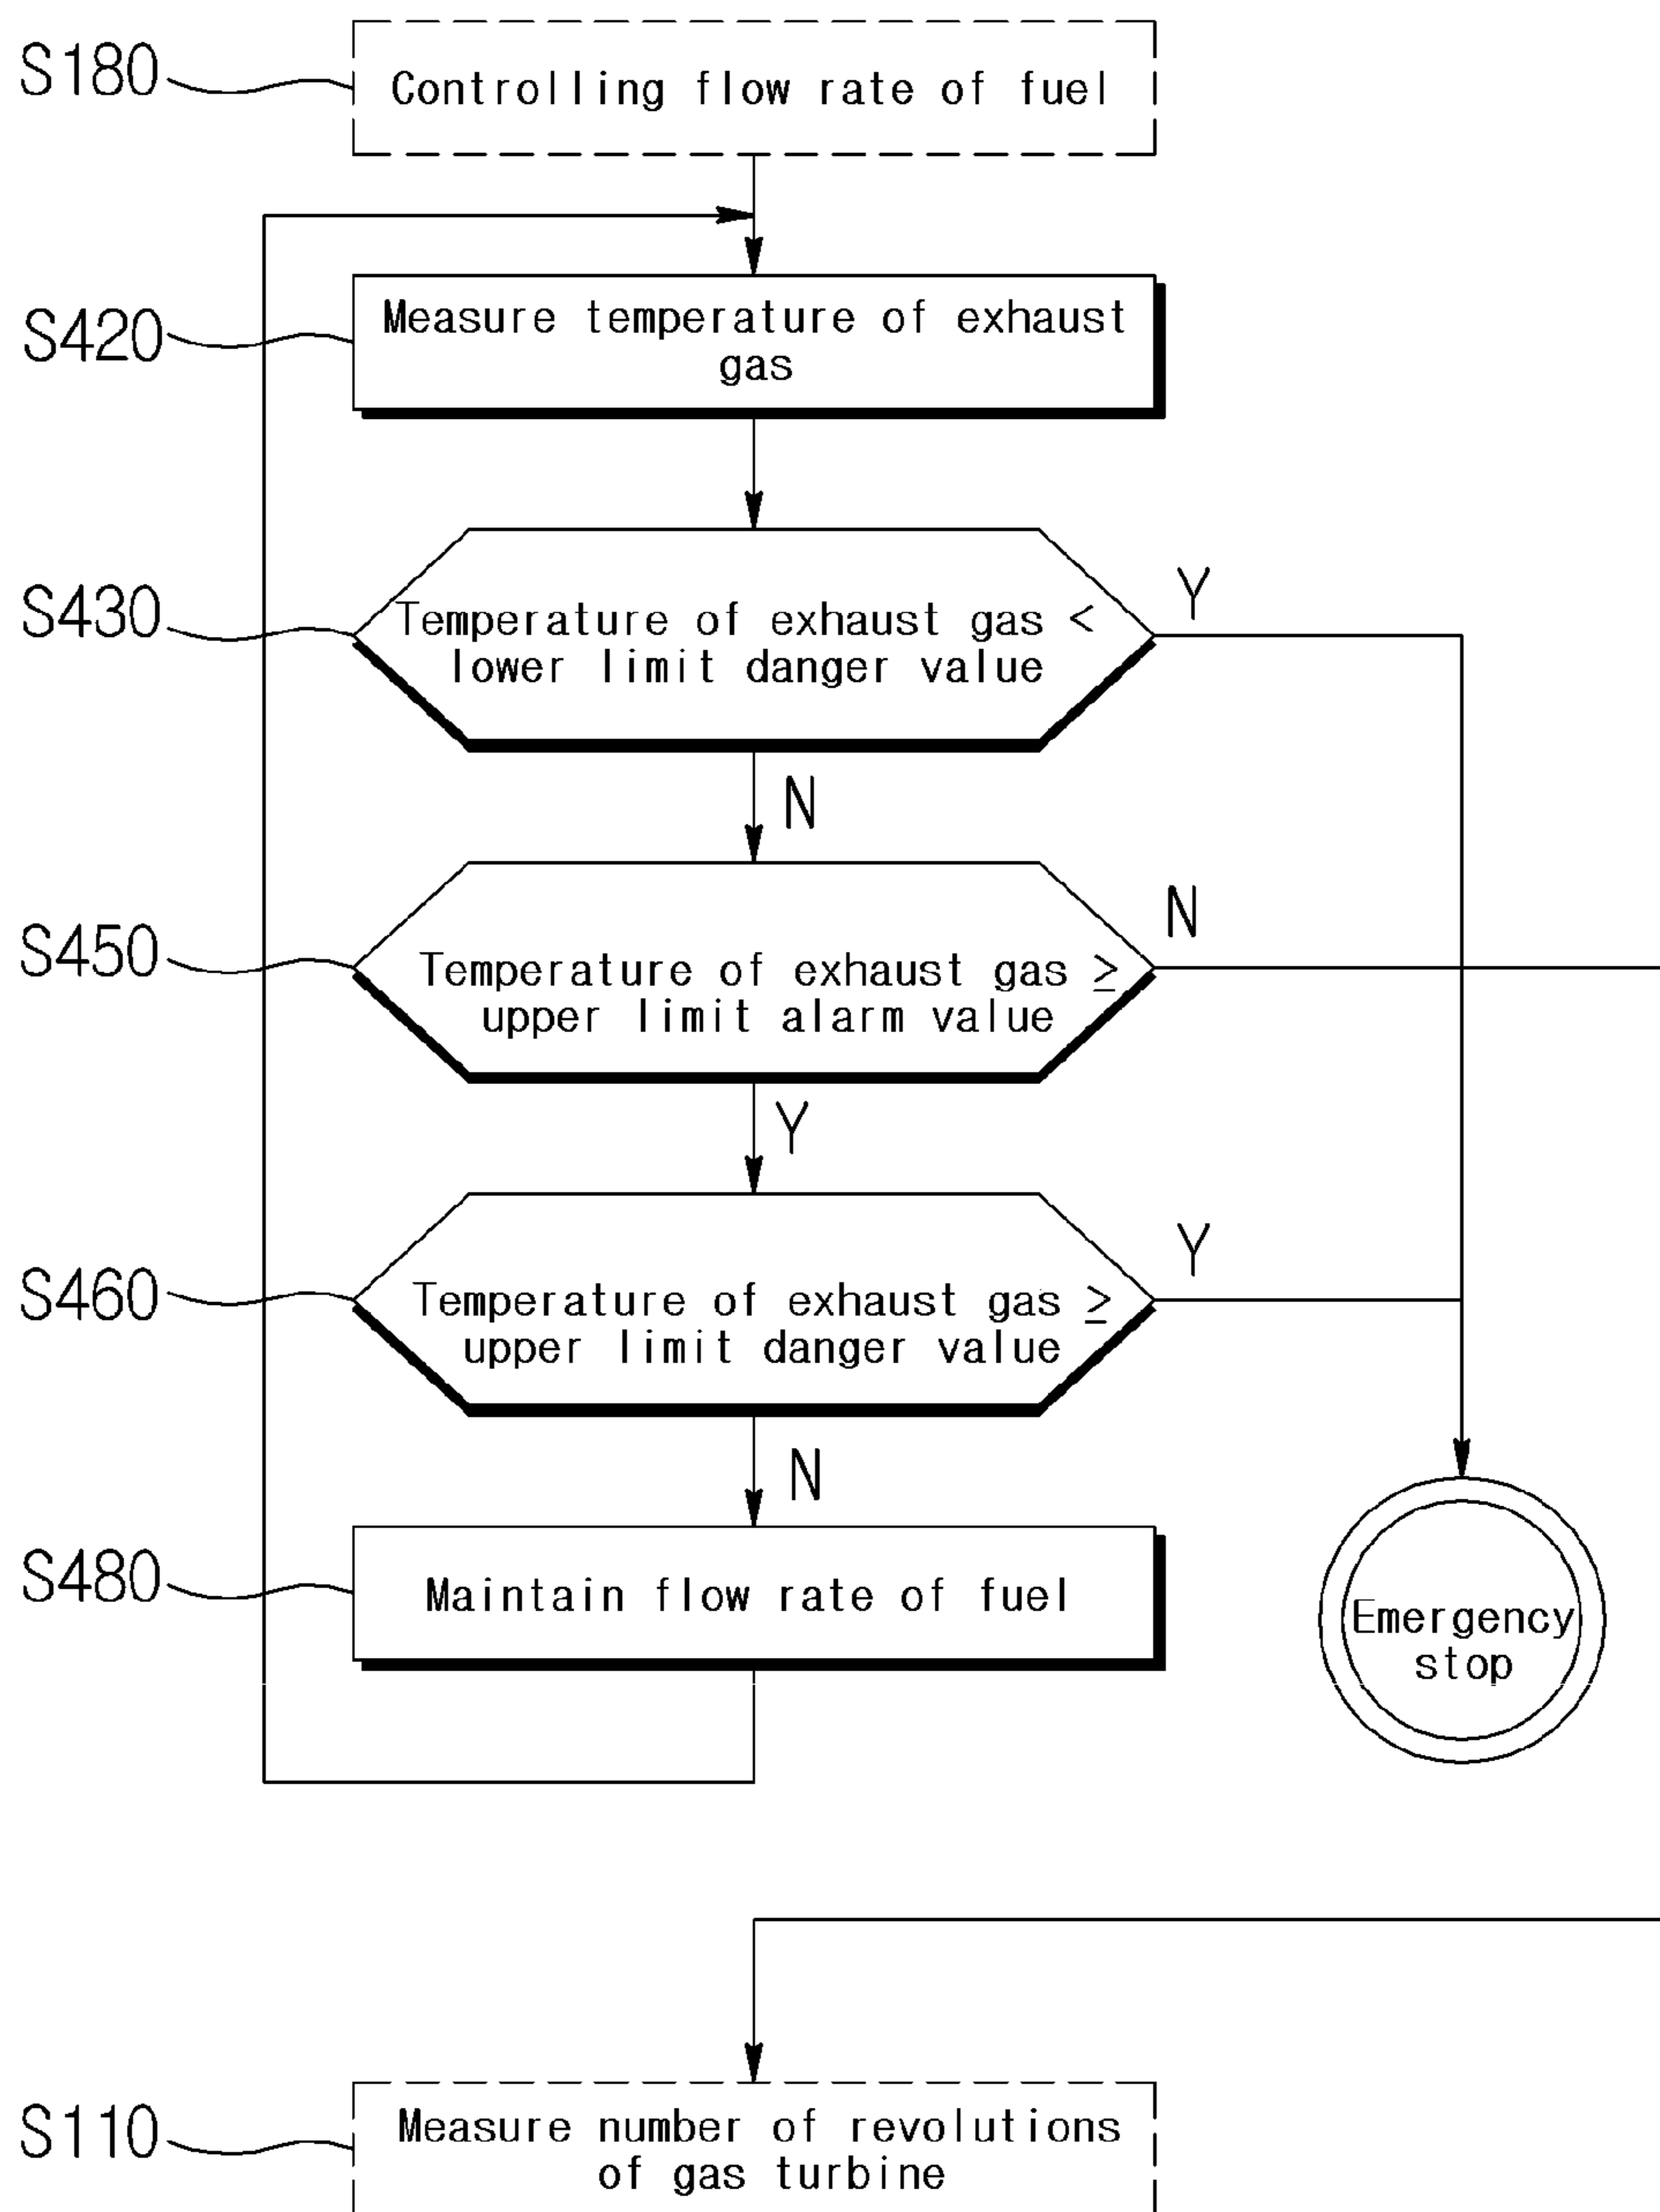 S180
Controlling flow rate of fuel
S420
Measure temperature of exhaust
gas
S430
Temperature of exhaust gas <
lower limit danger value
Y
N
S450
Temperature of exhaust gas ≥
upper limit alarm value
N
Y
S460
Temperature of exhaust gas ≥
upper limit danger value
Y
N
S480
Maintain flow rate of fuel
Emergency
stop
S110
Measure number of revolutions
of gas turbine